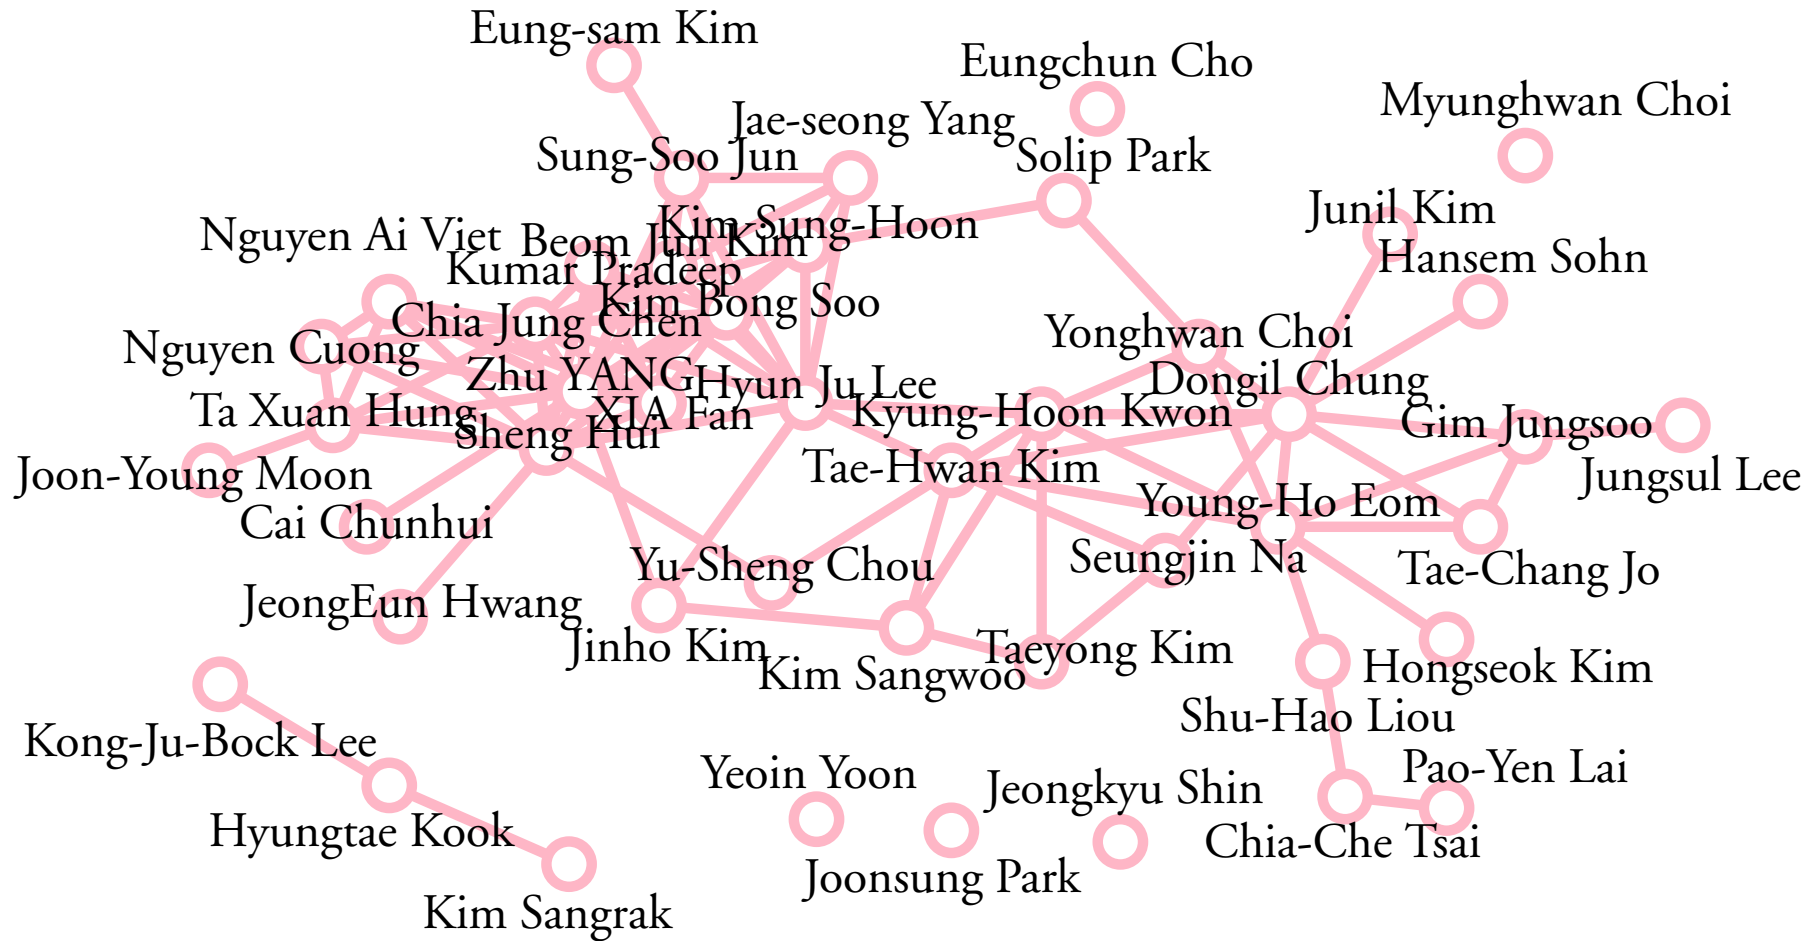 Eung-sam Kim
Eungchun Cho
Myunghwan Choi
Jae-seong Yang
Sung-Soo Jun
Solip Park
Junil Kim
Kim Sung-Hoon
Nguyen Ai Viet
Beom Jun Kim
Hansem Sohn
Kumar Pradeep
Kim Bong Soo
Chia Jung Chen
Yonghwan Choi
Nguyen Cuong
Zhu YANG
Hyun Ju Lee
Dongil Chung
Ta Xuan Hung
XIA Fan
Kyung-Hoon Kwon
Gim Jungsoo
Sheng Hui
Tae-Hwan Kim
Joon-Young Moon
Jungsul Lee
Young-Ho Eom
Cai Chunhui
Seungjin Na
Yu-Sheng Chou
Tae-Chang Jo
JeongEun Hwang
Jinho Kim
Taeyong Kim
Kim Sangwoo
Hongseok Kim
Shu-Hao Liou
Kong-Ju-Bock Lee
Pao-Yen Lai
Yeoin Yoon
Jeongkyu Shin
Hyungtae Kook
Chia-Che Tsai
Joonsung Park
Kim Sangrak